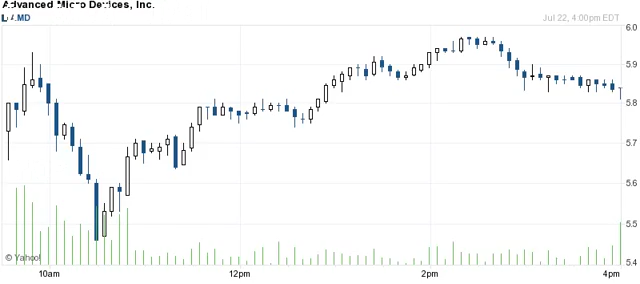 Advanced Micro Devices, Inc.
Jul 22, 4:00pm EDT
6.0
5.9
5.8
5.7
5.6
5.5
5.4
© Yahoo!
10am
12pm
2pm
4pm